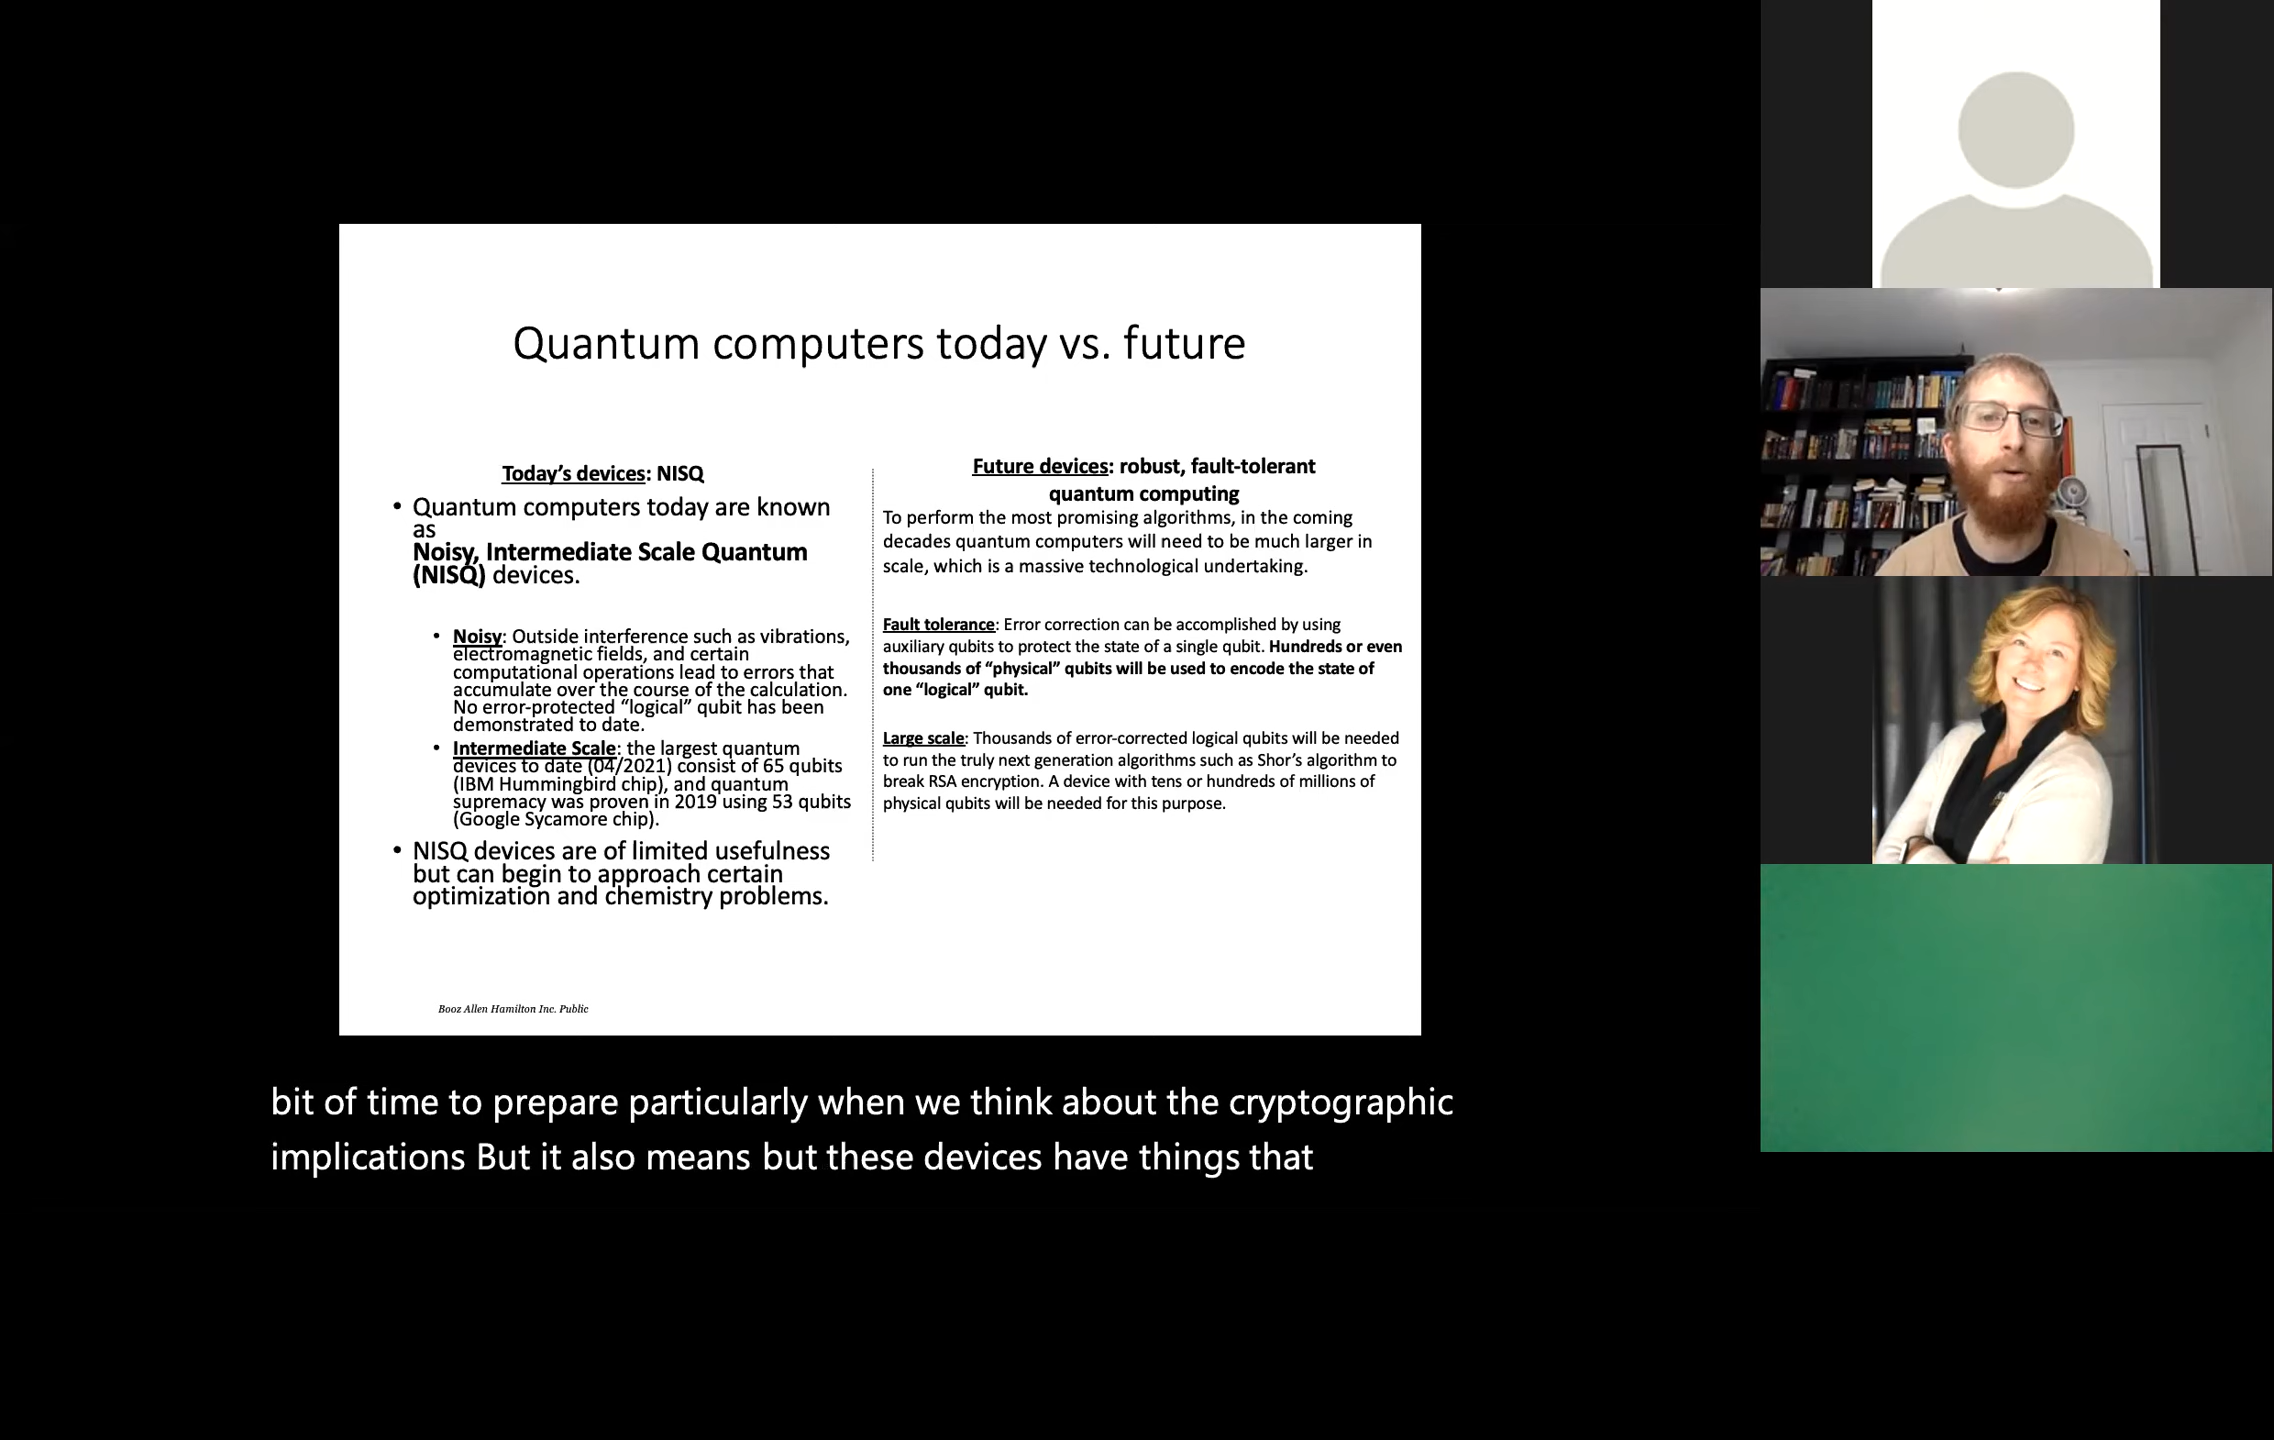 Quantum computers today vs. future
Today’s devices: NISQ
• Quantum computers today are known
as
Noisy, Intermediate Scale Quantum
(NISQ) devices.
• Noisy: Outside interference such as vibrations,
electromagnetic fields, and certain
computational operations lead to errors that
accumulate over the course of the calculation.
No error-protected “logical” qubit has been
demonstrated to date.
• Intermediate Scale: the largest quantum
devices to date (04/2021) consist of 65 qubits
(IBM Hummingbird chip), and quantum
supremacy was proven in 2019 using 53 qubits
(Google Sycamore chip).
• NISQ devices are of limited usefulness
but can begin to approach certain
optimization and chemistry problems.
Future devices: robust, fault-tolerant
quantum computing
To perform the most promising algorithms, in the coming
decades quantum computers will need to be much larger in
scale, which is a massive technological undertaking.
Fault tolerance: Error correction can be accomplished by using
auxiliary qubits to protect the state of a single qubit. Hundreds or even
thousands of “physical” qubits will be used to encode the state of
one “logical” qubit.
Large scale: Thousands of error-corrected logical qubits will be needed
to run the truly next generation algorithms such as Shor’s algorithm to
break RSA encryption. A device with tens or hundreds of millions of
physical qubits will be needed for this purpose.
Booz Allen Hamilton Inc. Public
bit of time to prepare particularly when we think about the cryptographic
implications But it also means but these devices have things that